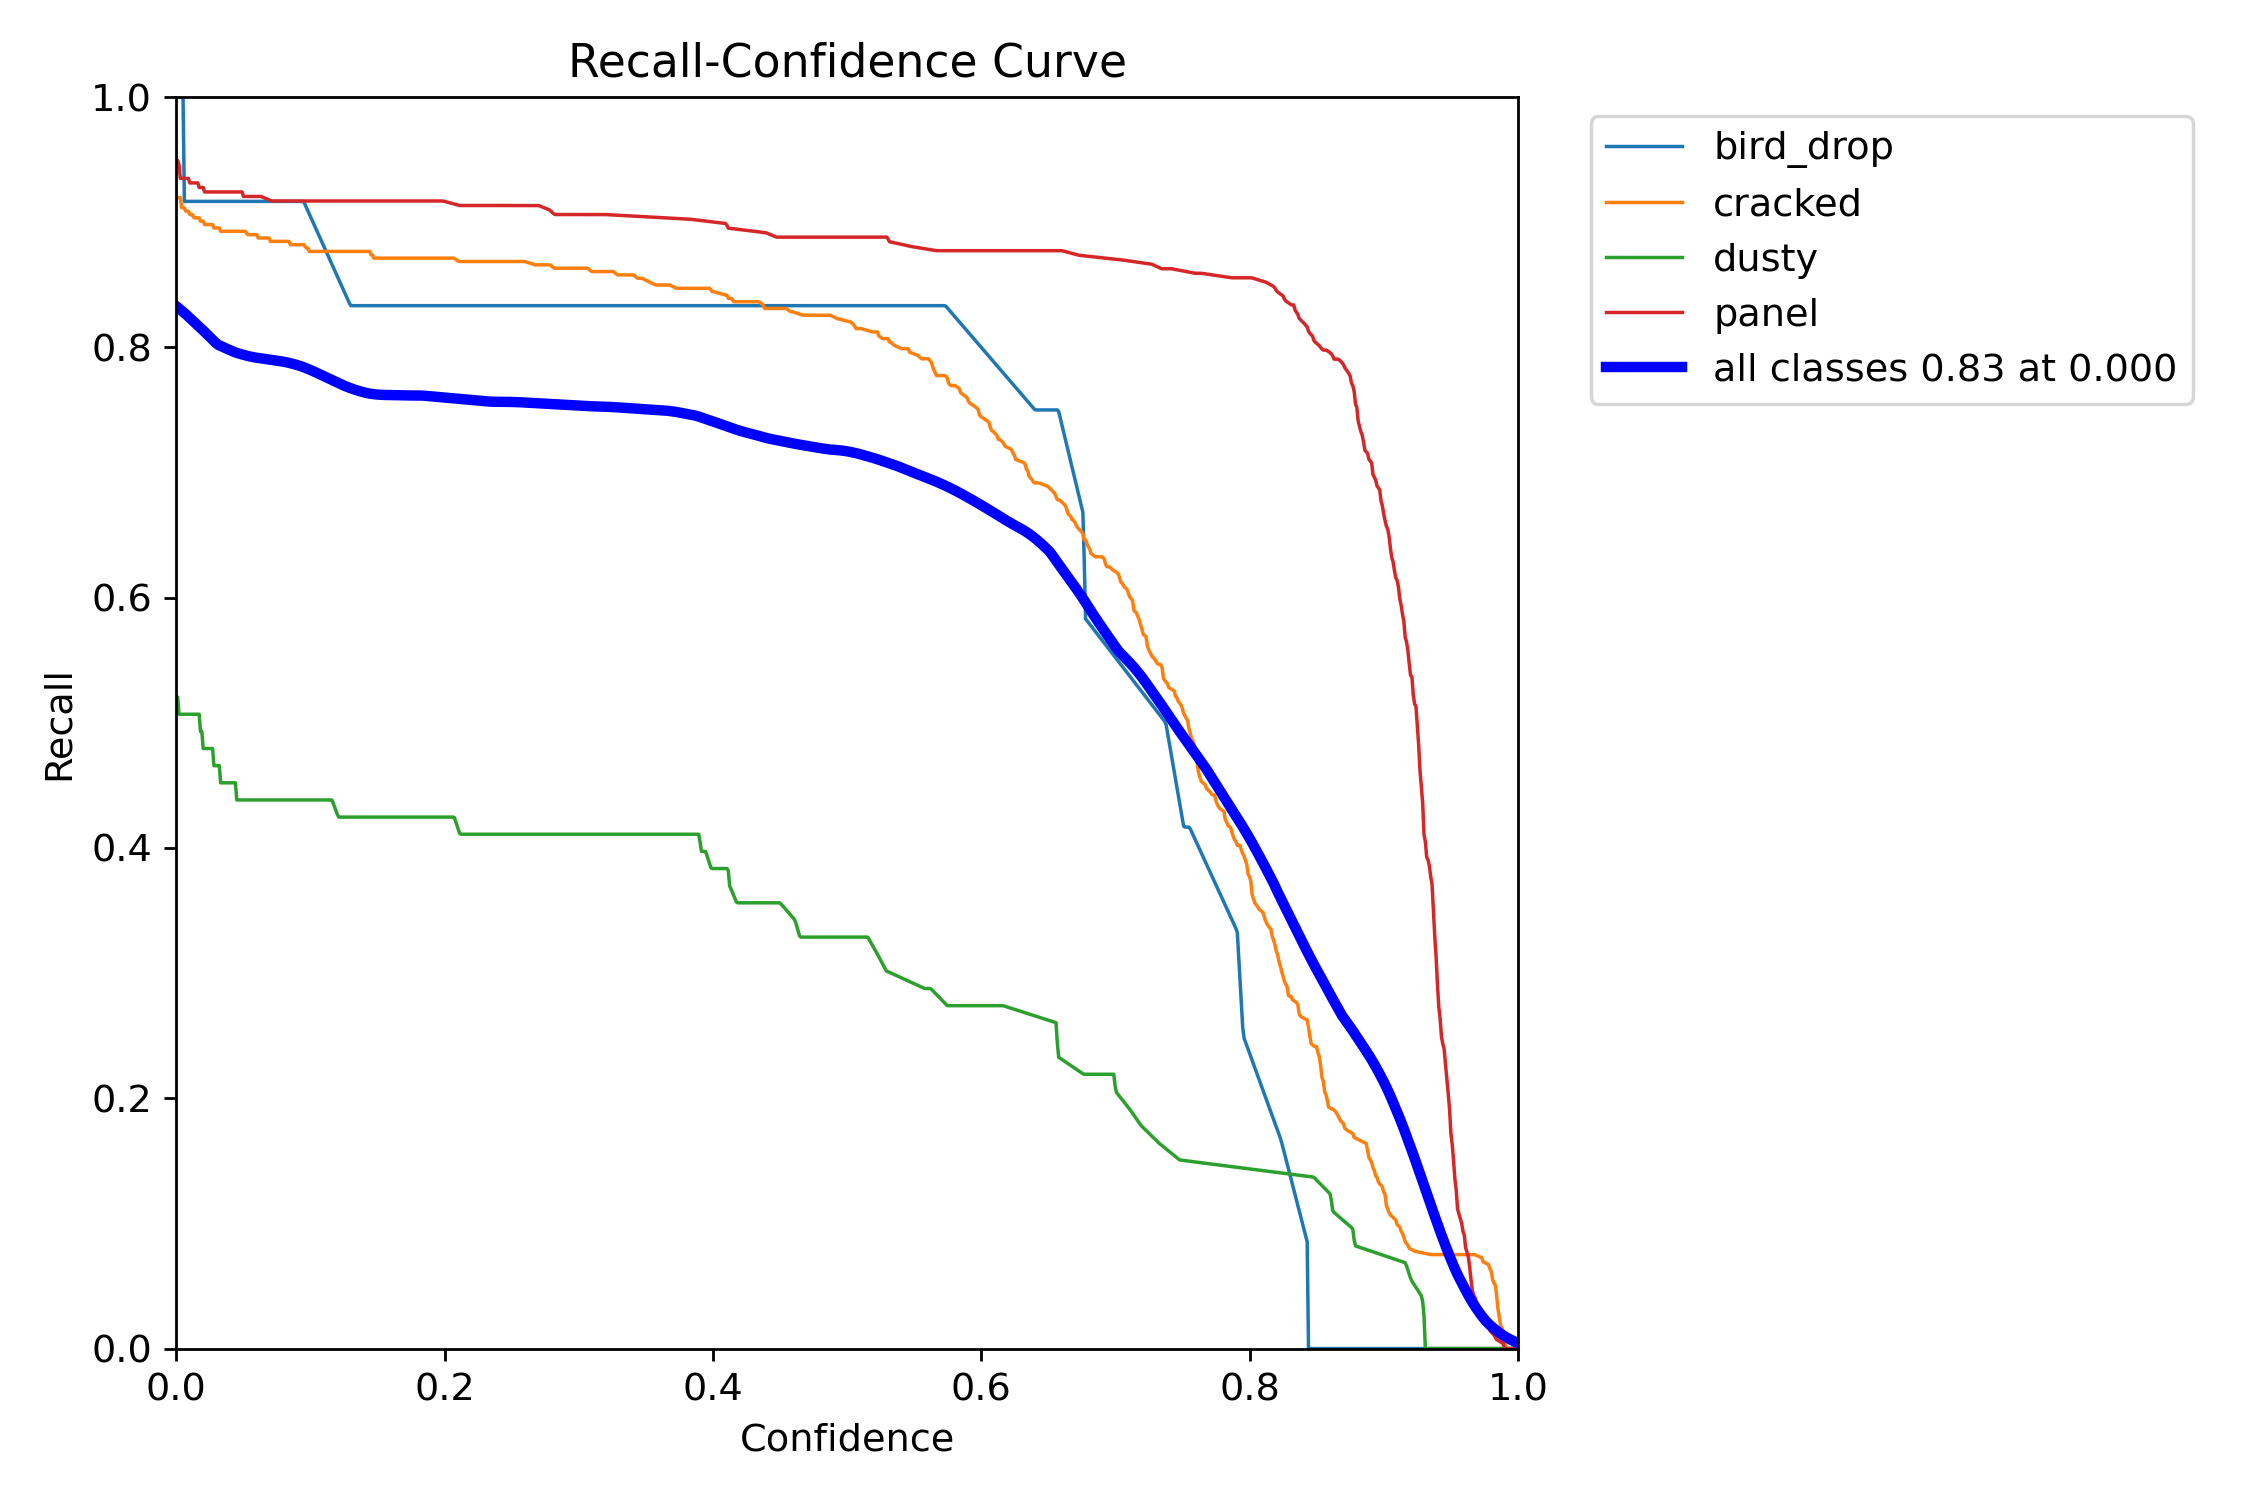 Recall-Confidence Curve
1.0
0.8
0.6
0.4
0.2
0.0
Recall
0.0 0.2 0.4 0.6 0.8 1.0
Confidence
bird_drop
cracked
dusty
panel
all classes 0.83 at 0.000